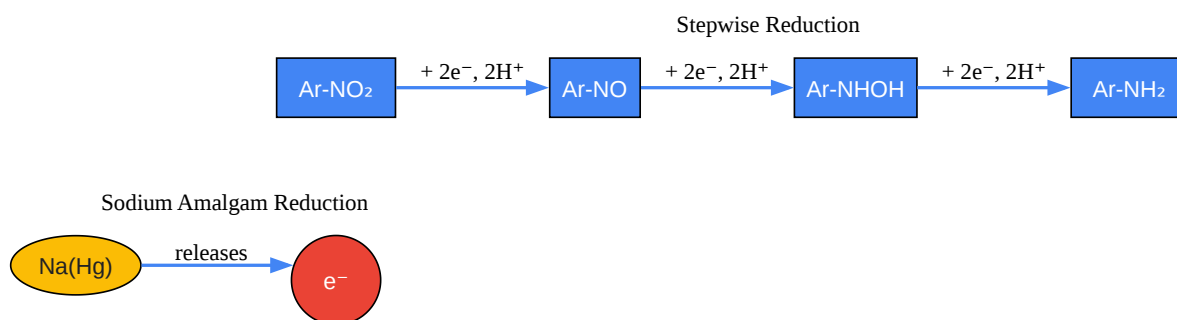 Stepwise Reduction
Ar-NO₂
+ 2e⁻, 2H⁺
Ar-NO
+ 2e⁻, 2H⁺
Ar-NHOH
+ 2e⁻, 2H⁺
Ar-NH₂
Sodium Amalgam Reduction
Na(Hg)
releases
e⁻